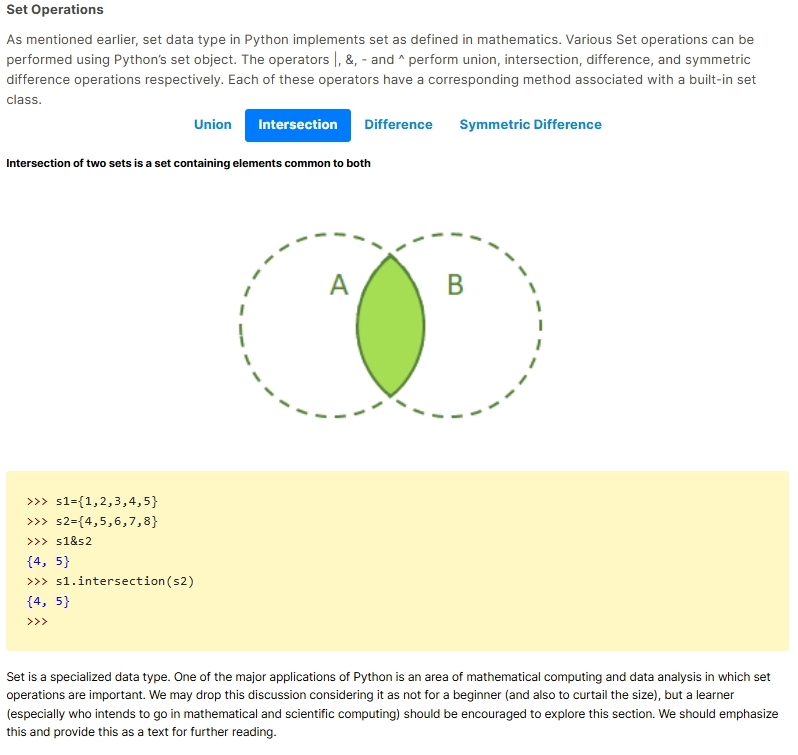 Set Operations
As mentioned earlier, set data type in Python implements set as defined in mathematics. Various Set operations can be
performed using Python's set object. The operators |, &, - and ^ perform union, intersection, difference, and symmetric
difference operations respectively. Each of these operators have a corresponding method associated with a built-in set
class.
Union Intersection Difference Symmetric Difference
Intersection of two sets is a set containing elements common to both
A B
>>> s1={1,2,3,4,5}
>>> s2={4,5,6,7,8}
>>> s1&s2
{4, 5}
>>> s1.intersection(s2)
{4, 5}
>>>
Set is a specialized data type. One of the major applications of Python is an area of mathematical computing and data analysis in which set
operations are important. We may drop this discussion considering it as not for a beginner (and also to curtail the size), but a learner
(especially who intends to go in mathematical and scientific computing) should be encouraged to explore this section. We should emphasize
this and provide this as a text for further reading.